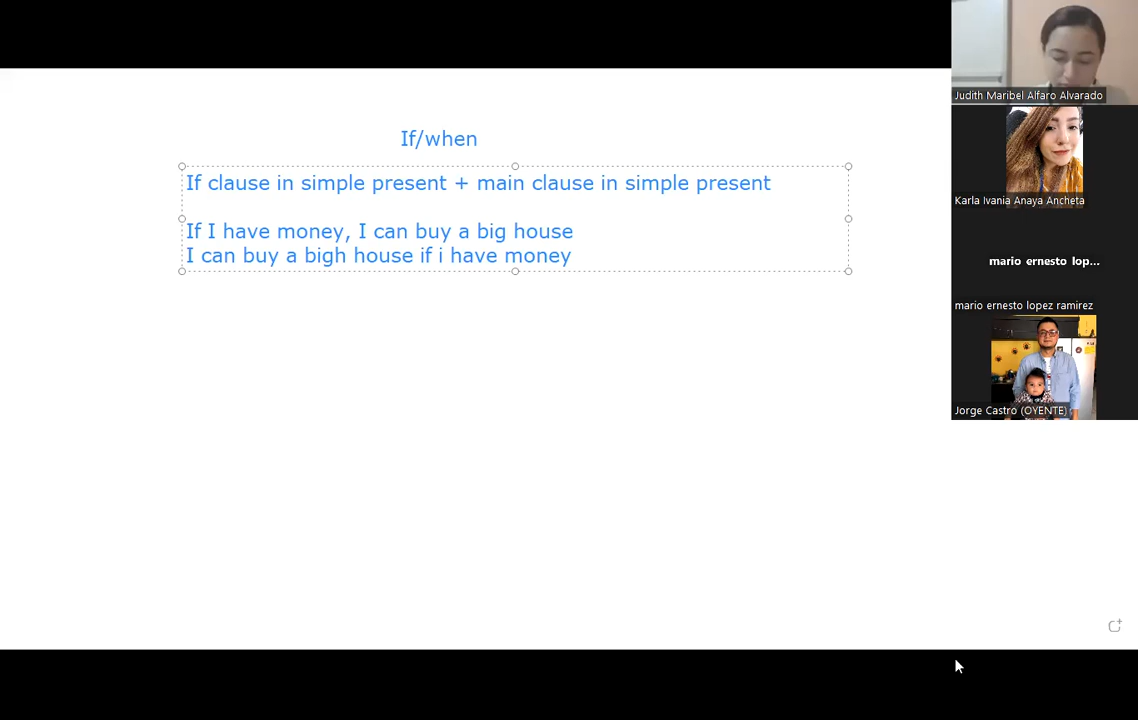 If/when
If clause in simple present + main clause in simple present
If I have money, I can buy a big house
I can buy a bigh house if i have money
Judith Maribel Alfaro Alvarado
Karla Ivania Anaya Ancheta
mario ernesto lop...
mario ernesto lopez ramirez
Jorge Castro (OYENTE)